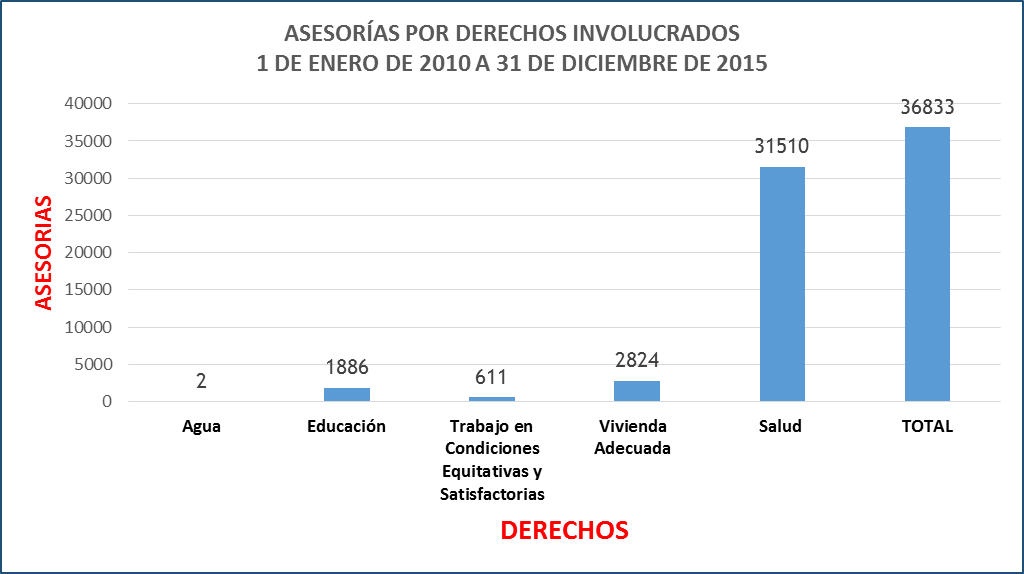 ASESORÍAS POR DERECHOS INVOLUCRADOS
1 DE ENERO DE 2010 A 31 DE DICIEMBRE DE 2015
ASESORIAS
40000
35000
30000
25000
20000
15000
10000
5000
0
2
1886
611
2824
31510
36833
Agua
Educación
Trabajo en
Condiciones
Equitativas y
Satisfactorias
Vivienda
Adecuada
Salud
TOTAL
DERECHOS